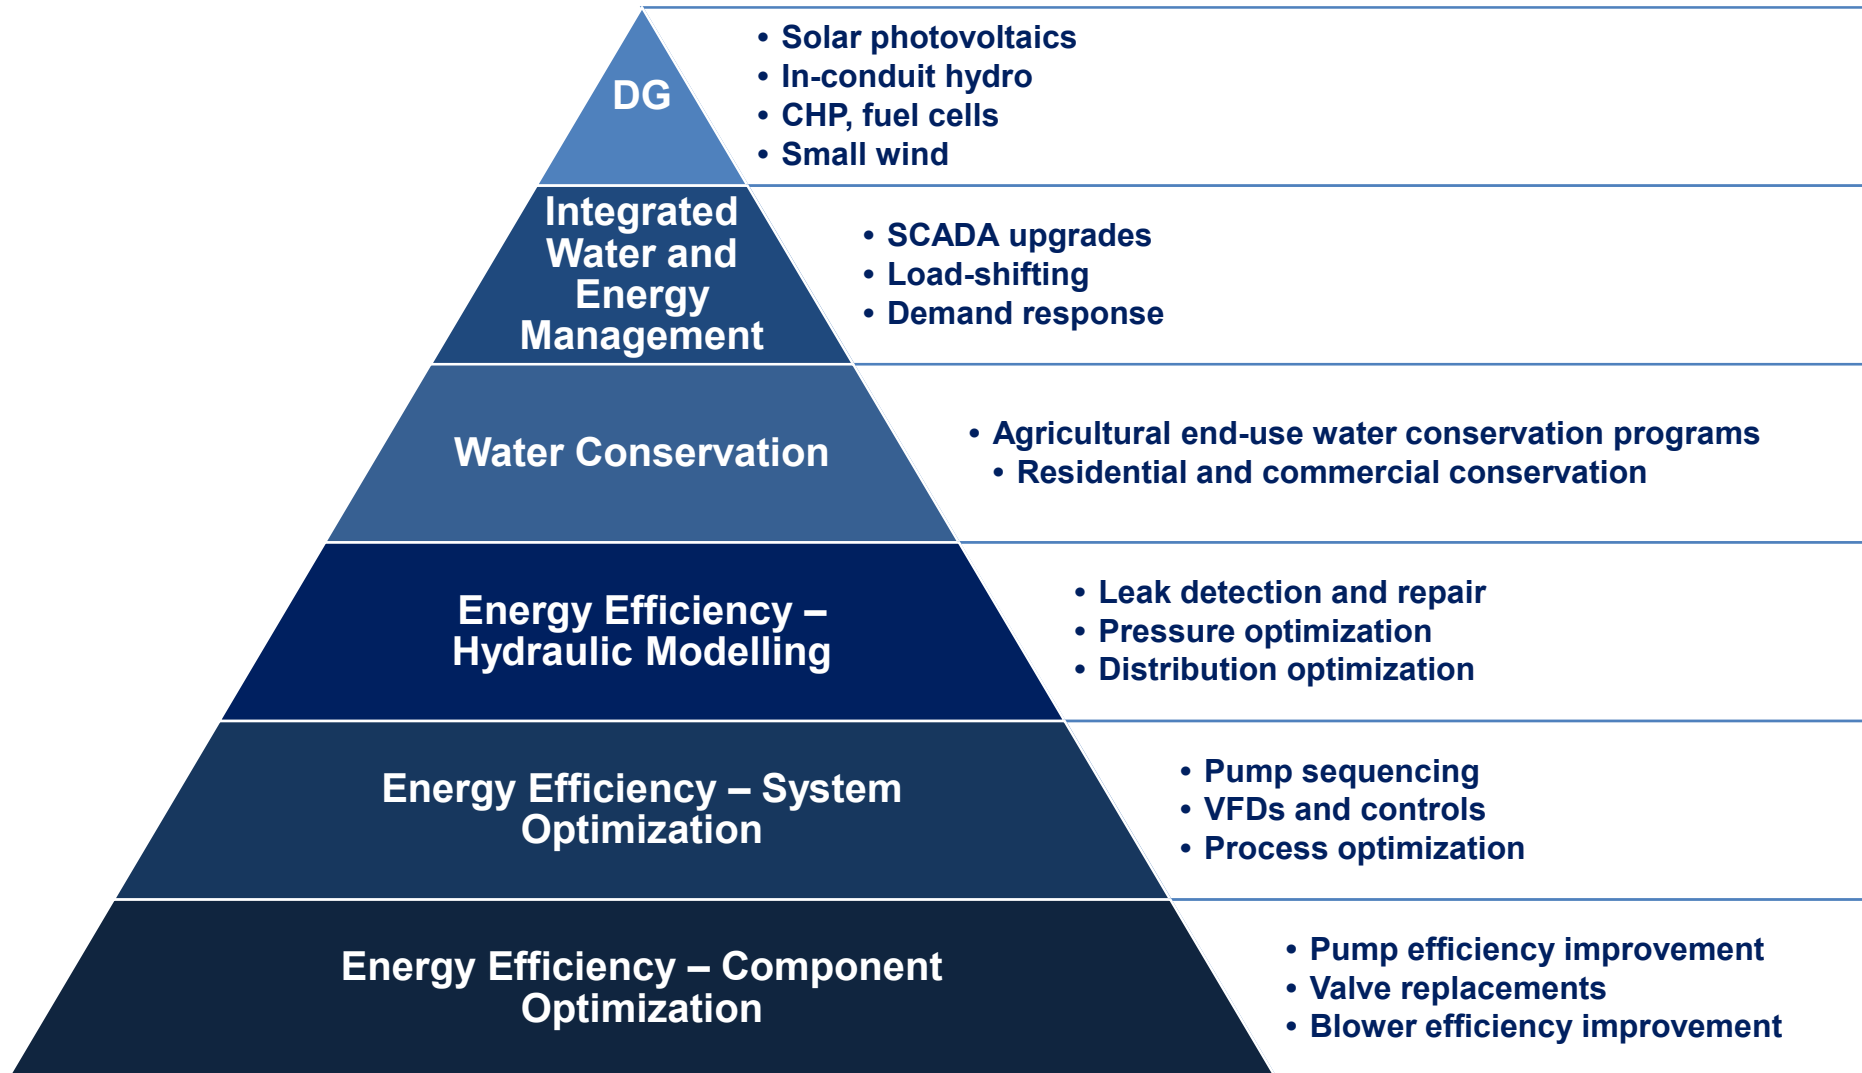 DG
• Solar photovoltaics
• In-conduit hydro
• CHP, fuel cells
• Small wind
Integrated
Water and
Energy
Management
• SCADA upgrades
• Load-shifting
• Demand response
Water Conservation
• Agricultural end-use water conservation programs
• Residential and commercial conservation
Energy Efficiency –
Hydraulic Modelling
• Leak detection and repair
• Pressure optimization
• Distribution optimization
Energy Efficiency – System
Optimization
• Pump sequencing
• VFDs and controls
• Process optimization
Energy Efficiency – Component
Optimization
• Pump efficiency improvement
• Valve replacements
• Blower efficiency improvement